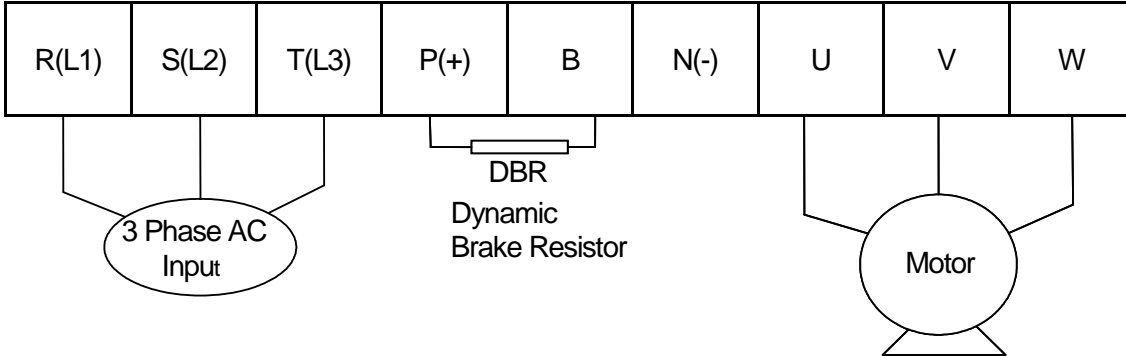 R(L1) S(L2) T(L3) P(+) B N(-) U V W
DBR
Dynamic
Brake Resistor
3 Phase AC
Input
Motor